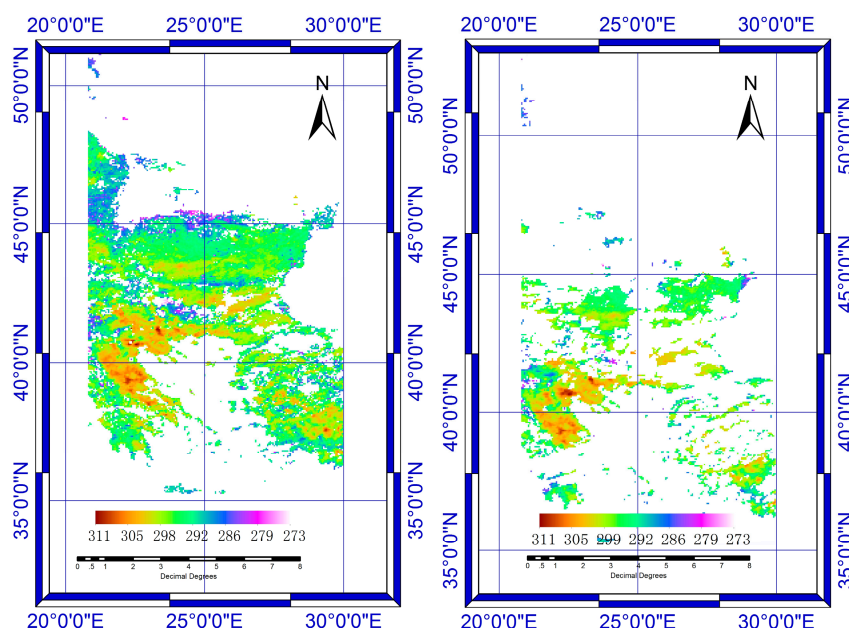 20°0'0"E 25°0'0"E 30°0'0"E
50°0'0"N
45°0'0"N
40°0'0"N
35°0'0"N
50°0'0"N
45°0'0"N
40°0'0"N
35°0'0"N
N
311 305 298 292 286 279 273
0 .5 1 2 3 4 5 6 7 8
Decimal Degrees
20°0'0"E 25°0'0"E 30°0'0"E
20°0'0"E 25°0'0"E 30°0'0"E
50°0'0"N
45°0'0"N
40°0'0"N
35°0'0"N
50°0'0"N
45°0'0"N
40°0'0"N
35°0'0"N
N
311 305 299 292 286 279 273
0 .5 1 2 3 4 5 6 7 8
Decimal Degrees
20°0'0"E 25°0'0"E 30°0'0"E